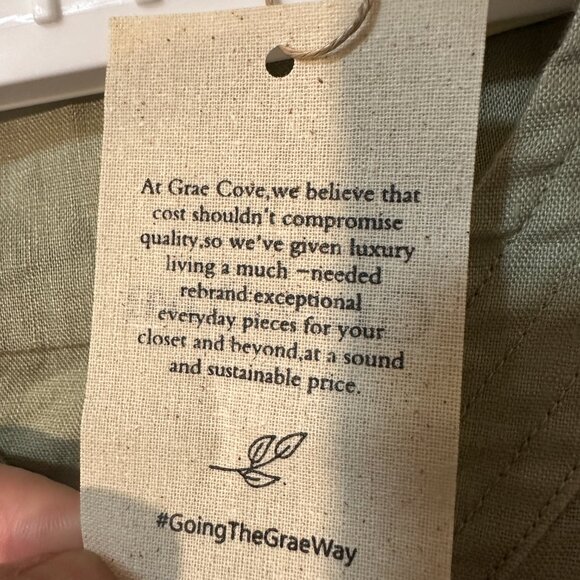 At Grae Cove,we believe that
cost shouldn't compromise
quality.so we've given luxury
living a much -needed
rebrand:exceptional
everyday pieces for your
closet and beyond,at a sound
and sustainable price.
#GoingTheGraeWay